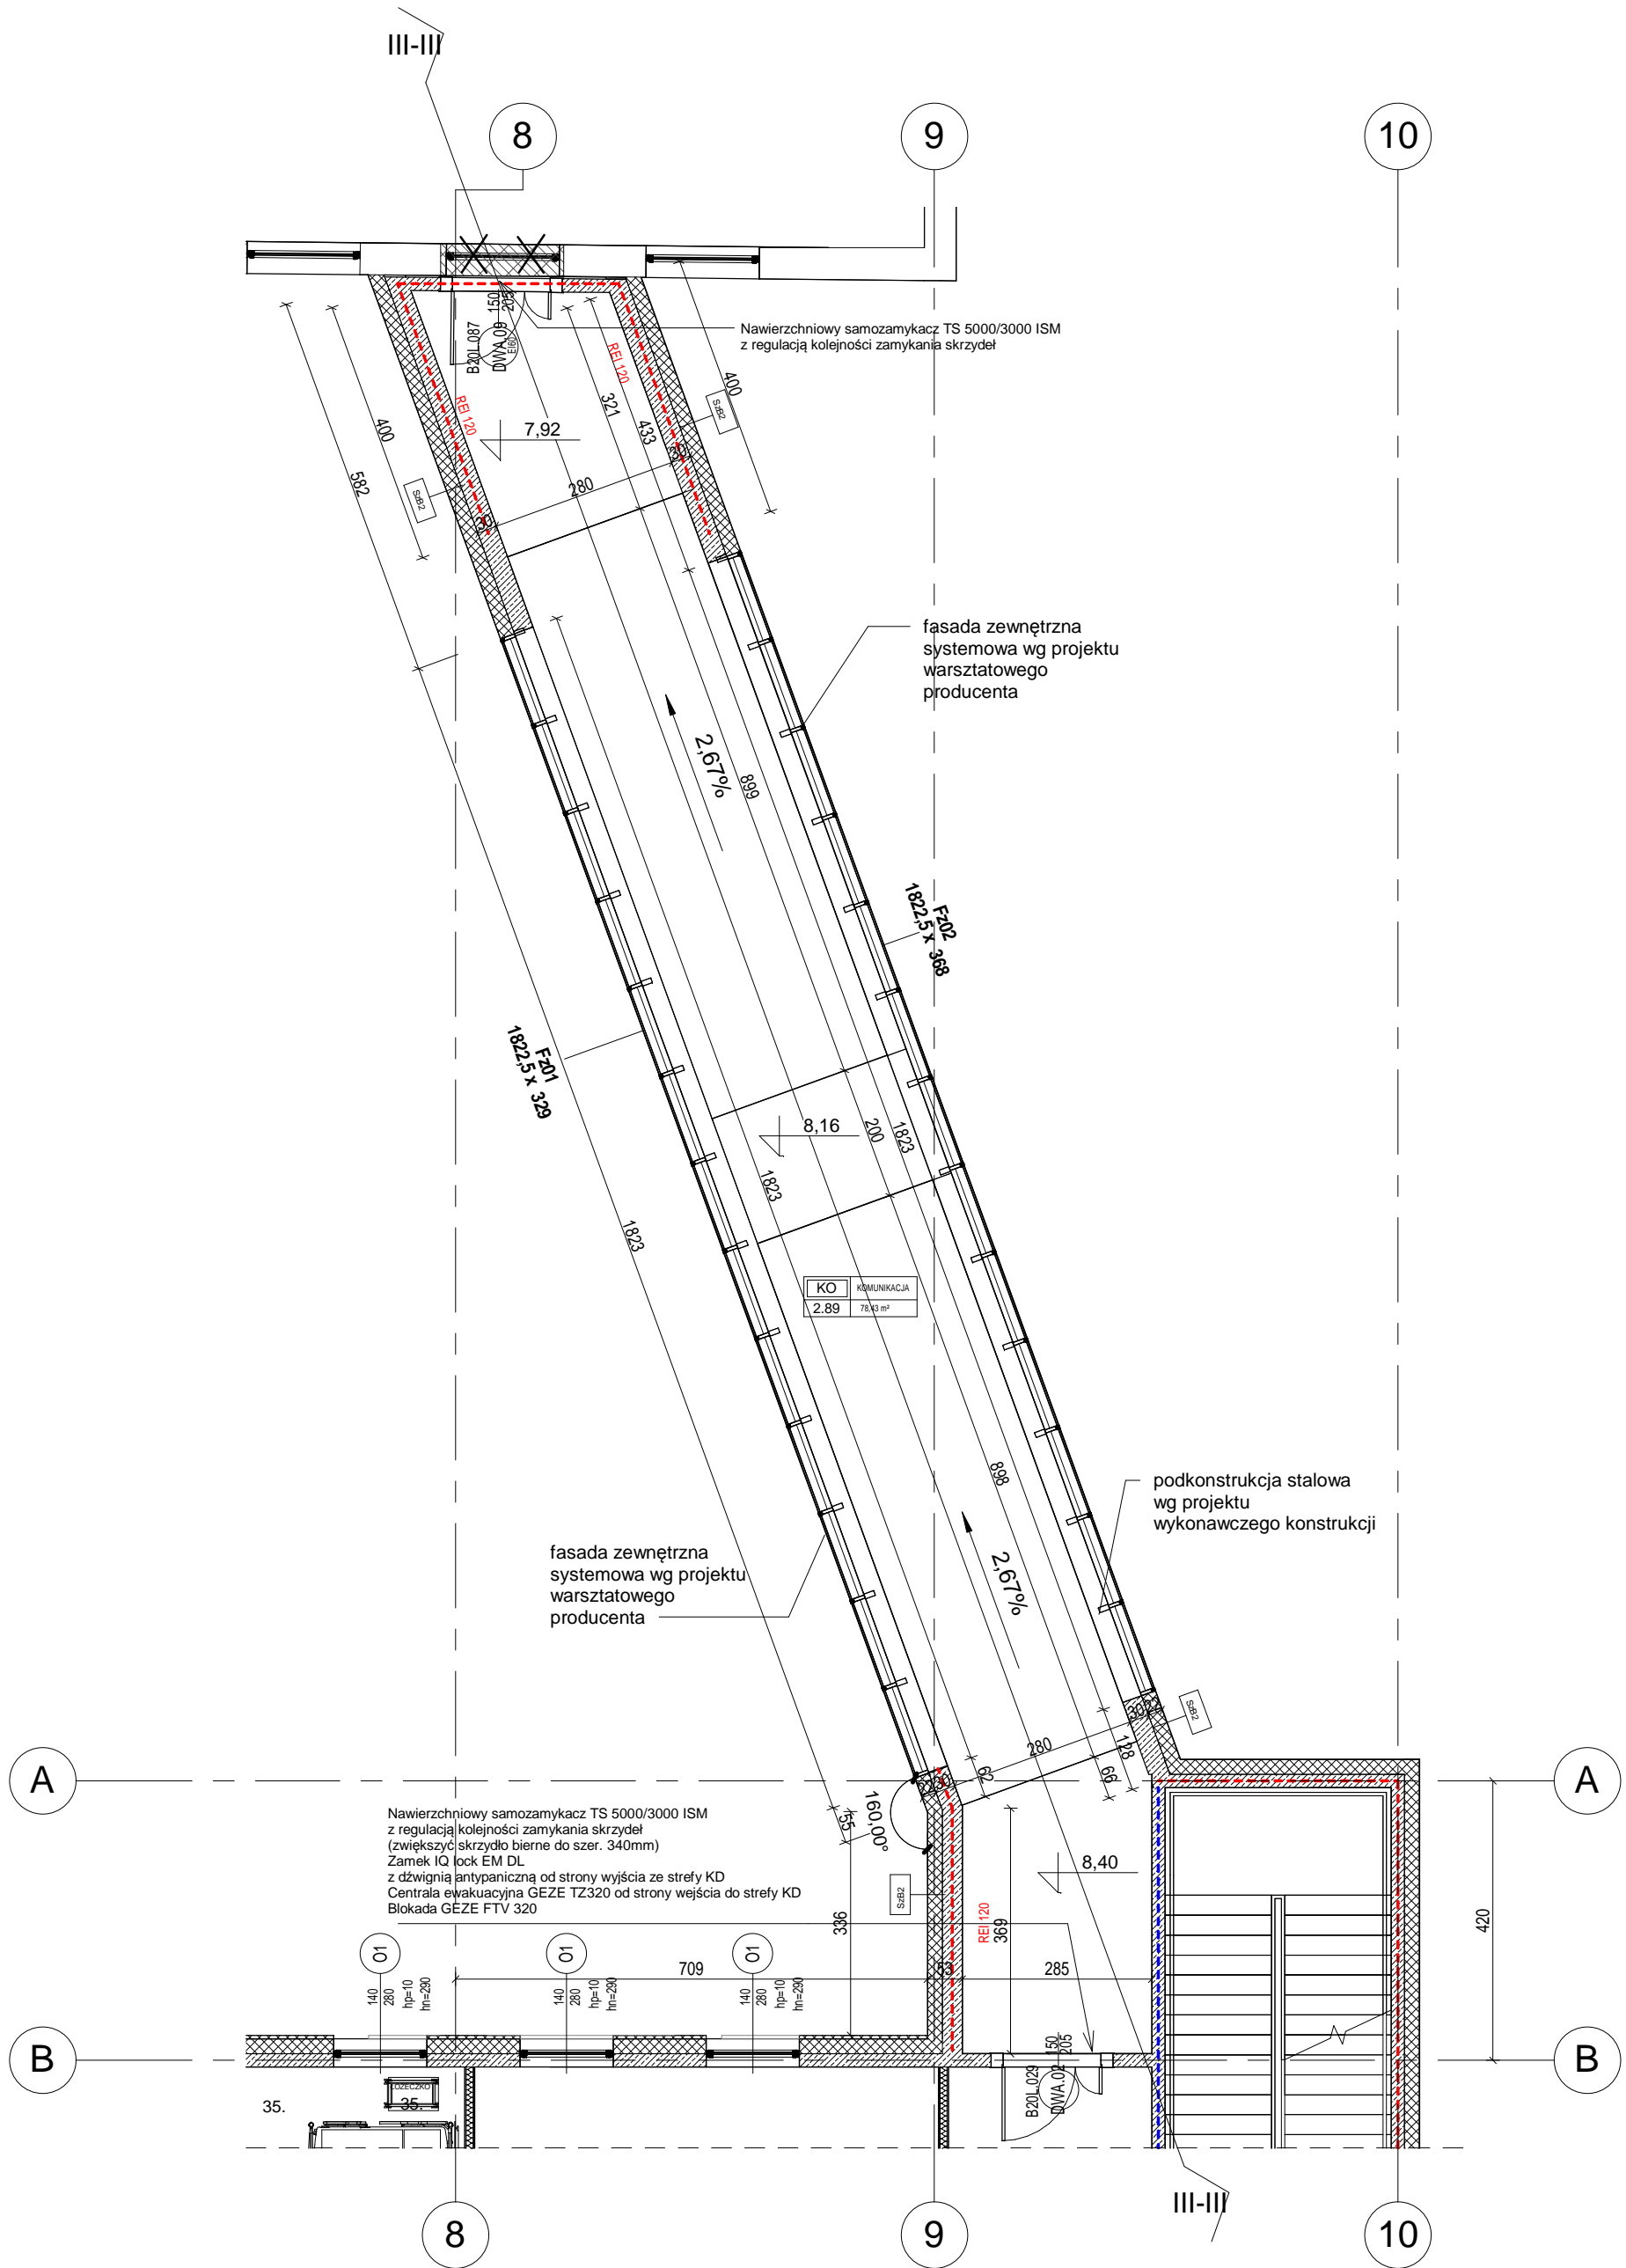 III-III
8
9
10
Nawierzchniowy samozamykacz TS 5000/3000 ISM
z regulacją kolejności zamykania skrzydeł
B20L.087
DWA.09
150
205
EI60
REI 120
REI 120
7,92
321
433
400
SzB2
400
582
SzB2
280
30
fasada zewnętrzna
systemowa wg projektu
warsztatowego
producenta
2,67%
899
Fz02
1822,5 x 368
Fz01
1822,5 x 329
8,16
200
1823
1823
1823
KO
KOMUNIKACJA
2.89
78,43 m²
898
podkonstrukcja stalowa
wg projektu
wykonawczego konstrukcji
fasada zewnętrzna
systemowa wg projektu
warsztatowego
producenta
2,67%
SzB2
280
128
66
62
A
A
160,00°
55
Nawierzchniowy samozamykacz TS 5000/3000 ISM
z regulacją kolejności zamykania skrzydeł
(zwiększyć skrzydło bierne do szer. 340mm)
Zamek IQ lock EM DL
z dźwignią antypaniczną od strony wyjścia ze strefy KD
Centrala ewakuacyjna GEZE TZ320 od strony wejścia do strefy KD
Blokada GEZE FTV 320
8,40
SzB2
336
REI 120
369
420
709
53
285
O1
140
280
hp=10
hn=290
O1
140
280
hp=10
hn=290
O1
140
280
hp=10
hn=290
B
B
B20L.029
DWA.02
150
205
ŁÓŻECZKO
35.
35.
III-III
8
9
10